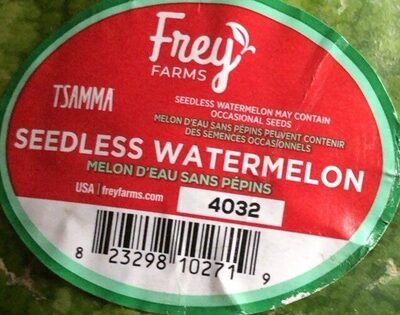 Frey
FARMS
TSAMMA
SEEDLESS WATERMELON MAY CONTAIN
OCCASIONAL SEEDS
MELON D'EAU SANS PÉPINS PEUVENT CONTENIR
DES SEMENCES OCCASIONNELS
SEEDLESS WATERMELON
MELON D'EAU SANS PÉPINS
USA | freyfarms.com
4032
8 23298 10271 9